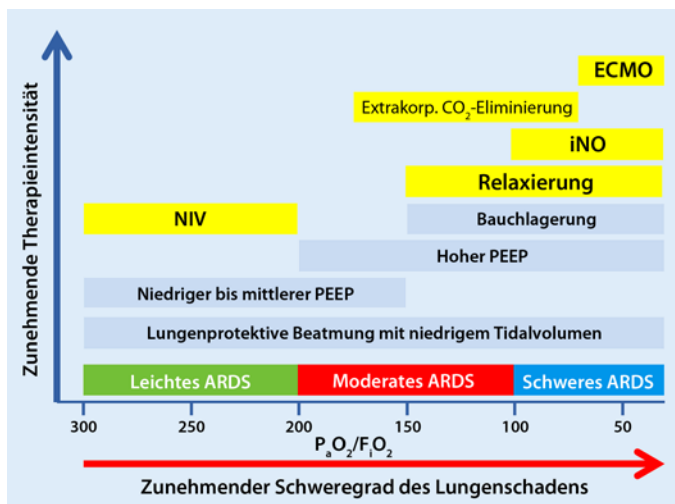 Zunehmende Therapieintensität
ECMO
Extrakorp. CO₂-Eliminierung
iNO
Relaxierung
NIV
Bauchlagerung
Hoher PEEP
Niedriger bis mittlerer PEEP
Lungenprotektive Beatmung mit niedrigem Tidalvolumen
Leichtes ARDS Moderates ARDS Schweres ARDS
300 250 200 150 100 50
PₐO₂/FᵢO₂
Zunehmender Schweregrad des Lungenschadens